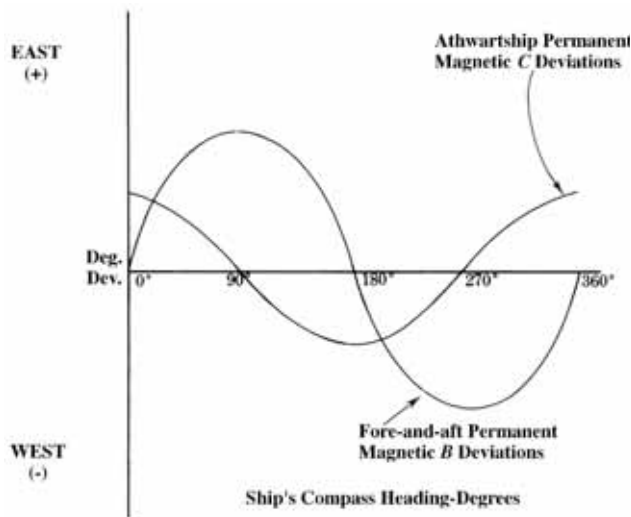 EAST
(+)
Athwartship Permanent
Magnetic C Deviations
Deg.
Dev.
0°
90°
180°
270°
360°
Fore-and-aft Permanent
Magnetic B Deviations
WEST
(-)
Ship's Compass Heading-Degrees